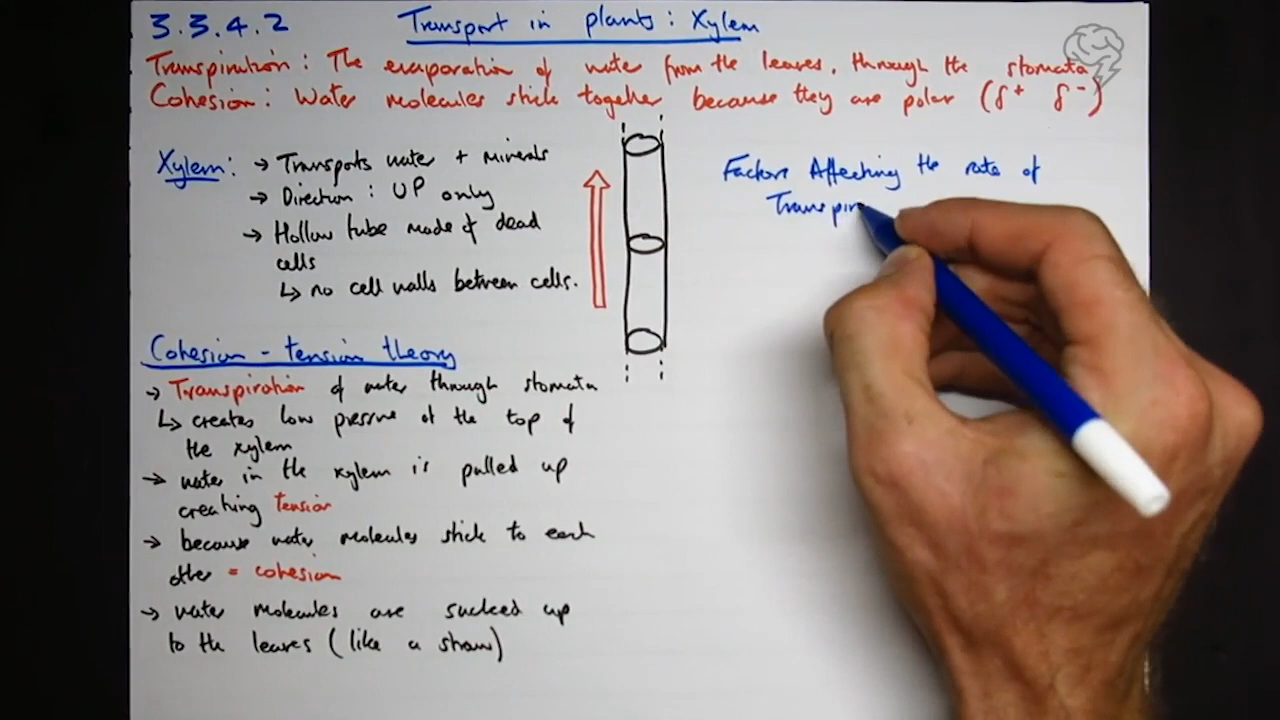 3.3.4.2 Transport in plants : Xylem
Transpiration : The evaporation of water from the leaves, through the stomata
Cohesion : Water molecules stick together because they are polar (δ+ δ-)
Xylem: → Transports water + minerals
→ Direction : UP only
→ Hollow tube made of dead
cells
↳ no cell walls between cells.
Cohesion - tension theory
→ Transpiration of water through stomata
↳ creates low pressure at the top of
the xylem
→ water in the xylem is pulled up
creating tension
→ because water molecules stick to each
other = cohesion
→ water molecules are sucked up
to the leaves (like a straw)
Factors Affecting the rate of
Transpir